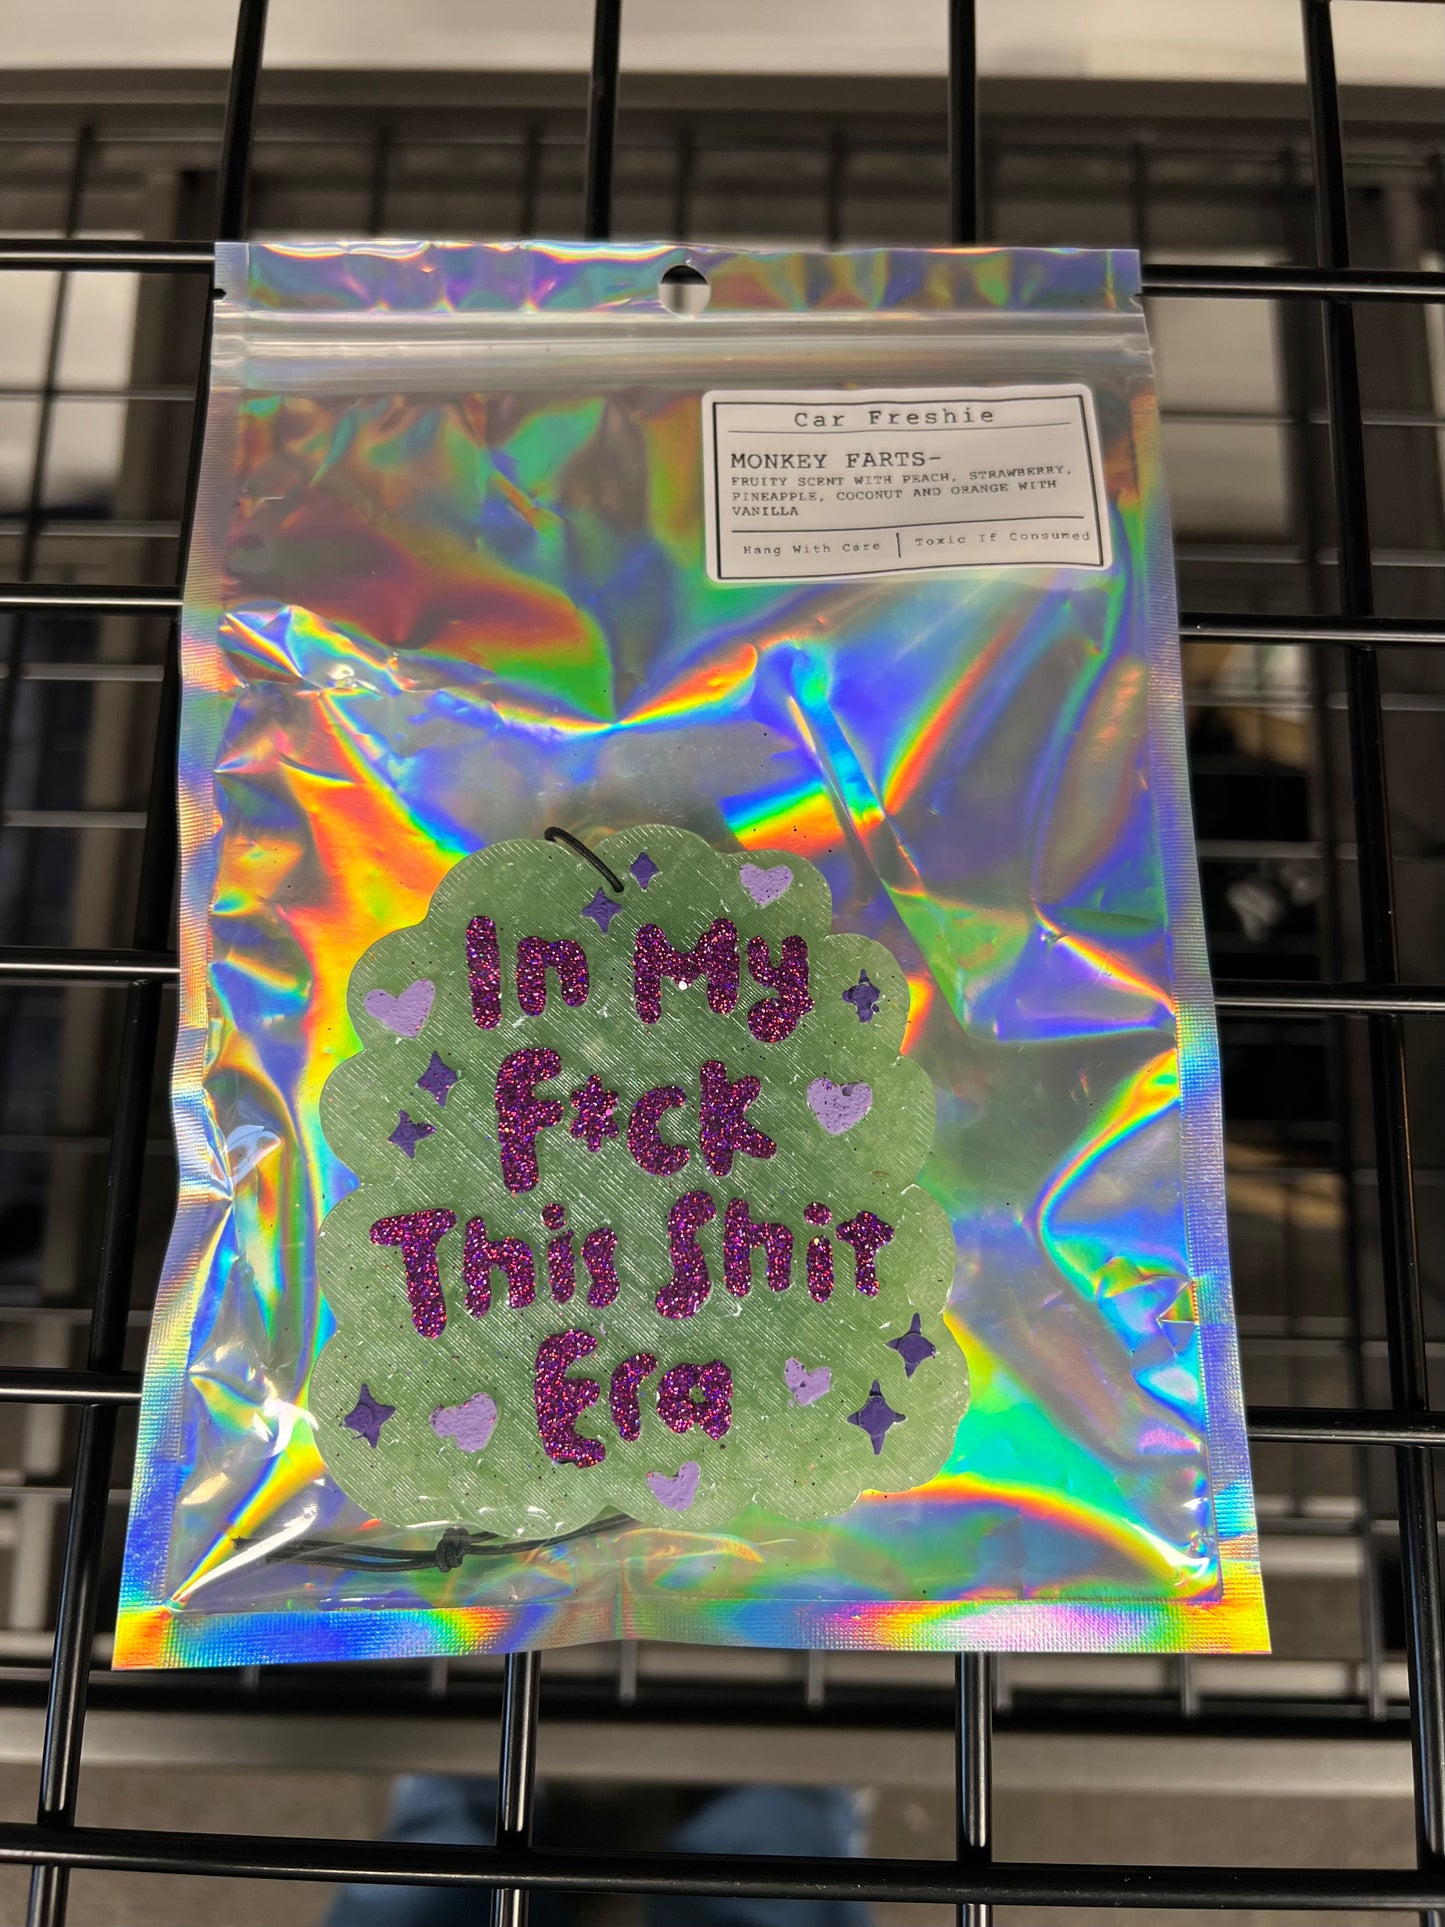 Car Freshie
MONKEY FARTS-
FRUITY SCENT WITH PEACH, STRAWBERRY,
PINEAPPLE, COCONUT AND ORANGE WITH
VANILLA
Hang With Care | Toxic If Consumed
In My
F*ck
This Shit
Era